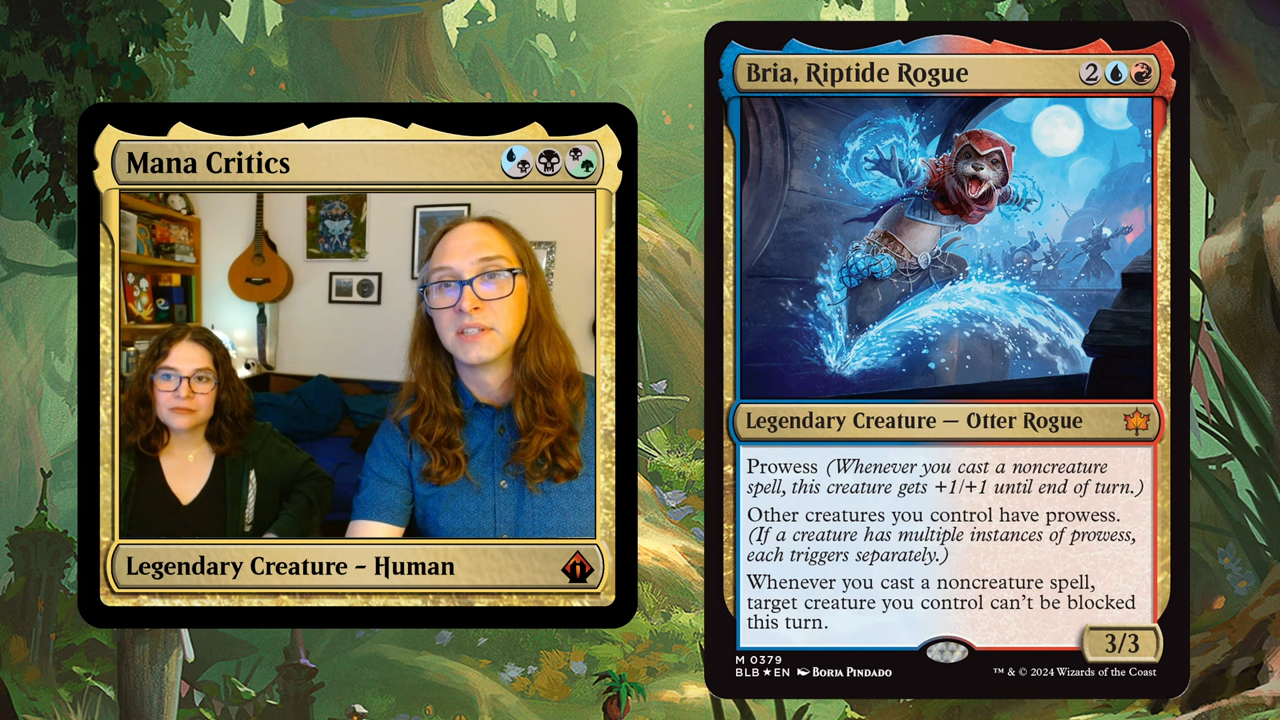 Mana Critics
Legendary Creature – Human
Bria, Riptide Rogue
2
Legendary Creature — Otter Rogue
Prowess (Whenever you cast a noncreature
spell, this creature gets +1/+1 until end of turn.)
Other creatures you control have prowess.
(If a creature has multiple instances of prowess,
each triggers separately.)
Whenever you cast a noncreature spell,
target creature you control can't be blocked
this turn.
3/3
M 0379
BLB★EN Borja Pindado
™ & © 2024 Wizards of the Coast